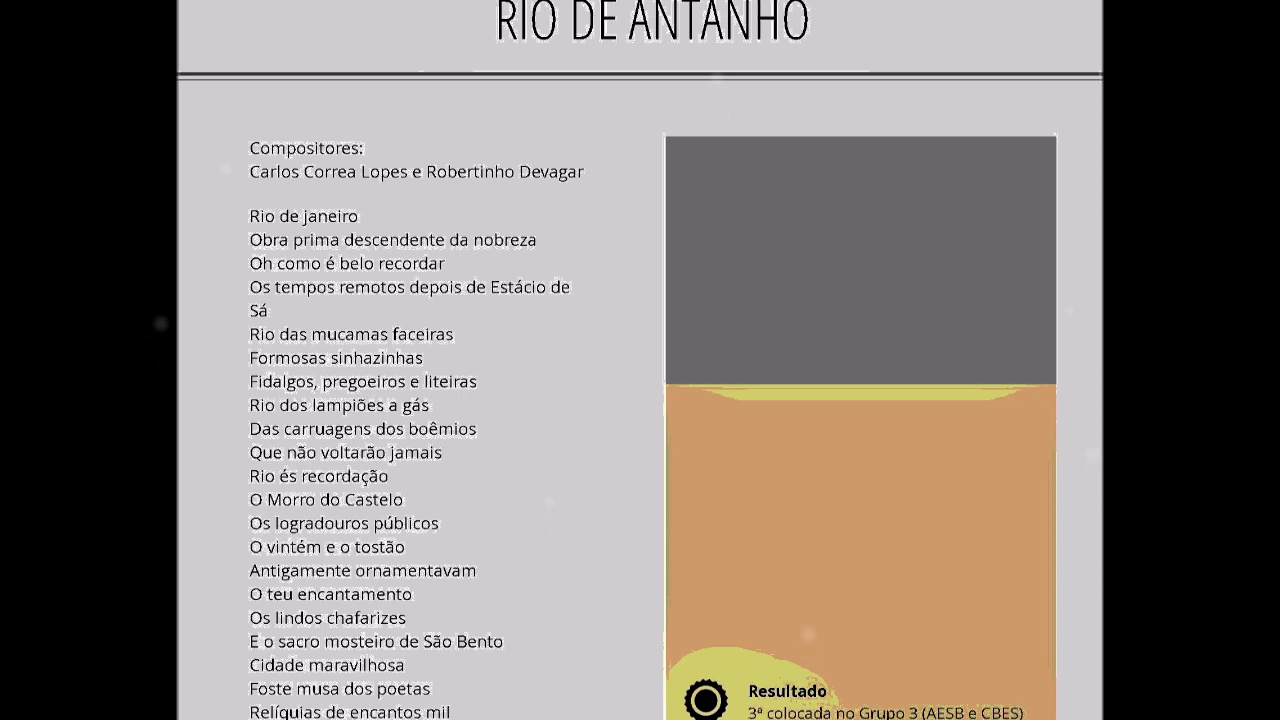 RIO DE ANTANHO
Compositores:
Carlos Correa Lopes e Robertinho Devagar
Rio de janeiro
Obra prima descendente da nobreza
Oh como é belo recordar
Os tempos remotos depois de Estácio de
Sá
Rio das mucamas faceiras
Formosas sinhazinhas
Fidalgos, pregoeiros e liteiras
Rio dos lampiões a gás
Das carruagens dos boêmios
Que não voltarão jamais
Rio és recordação
O Morro do Castelo
Os logradouros públicos
O vintém e o tostão
Antigamente ornamentavam
O teu encantamento
Os lindos chafarizes
E o sacro mosteiro de São Bento
Cidade maravilhosa
Foste musa dos poetas
Relíquias de encantos mil
Resultado
3ª colocada no Grupo 3 (AESB e CBES)